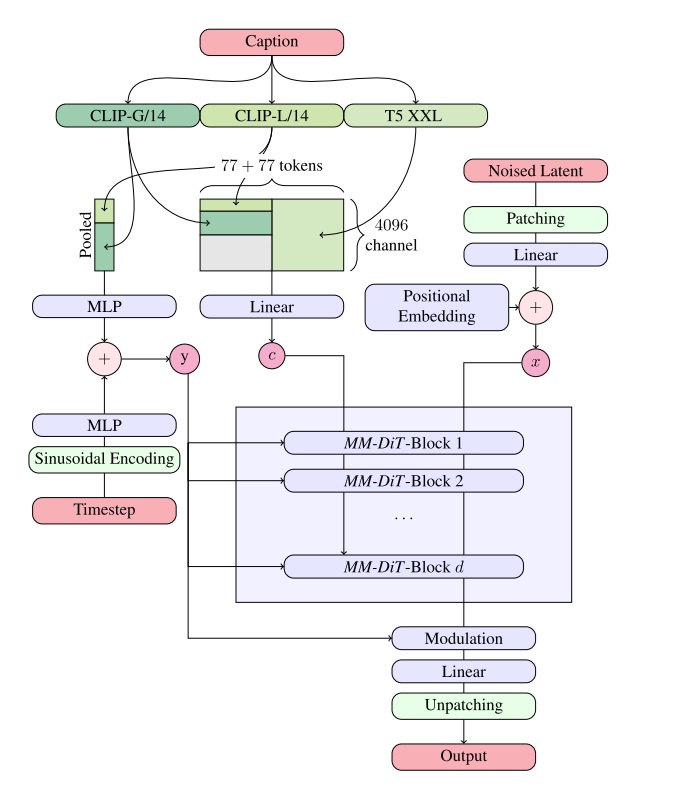 Caption
CLIP-G/14
CLIP-L/14
T5 XXL
77 + 77 tokens
Noised Latent
Pooled
4096
channel
Patching
Linear
MLP
Linear
Positional
Embedding
+
+
y
c
x
MLP
Sinusoidal Encoding
Timestep
MM-DiT-Block 1
MM-DiT-Block 2
. . .
MM-DiT-Block d
Modulation
Linear
Unpatching
Output